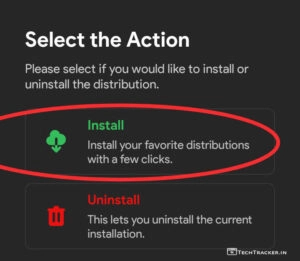 Select the Action
Please select if you would like to install or
uninstall the distribution.
Install
Install your favorite distributions
with a few clicks.
Uninstall
This lets you uninstall the current
installation.
TECHTRACKER.IN